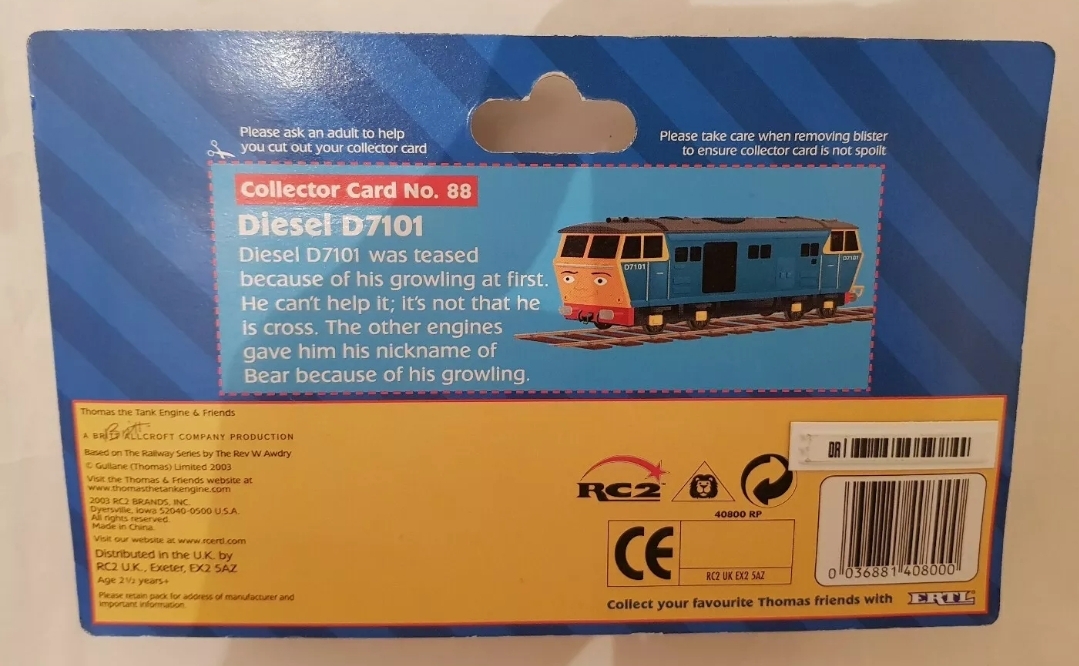 Please ask an adult to help
you cut out your collector card
Please take care when removing blister
to ensure collector card is not spoilt
Collector Card No. 88
Diesel D7101
Diesel D7101 was teased
because of his growling at first.
He can't help it; it's not that he
is cross. The other engines
gave him his nickname of
Bear because of his growling.
D7101
D7101
Thomas the Tank Engine & Friends
A BRITT ALLCROFT COMPANY PRODUCTION
Based on The Railway Series by The Rev W Awdry
© Gullane (Thomas) Limited 2003
Visit the Thomas & Friends website at
www.thomasthetankengine.com
2003 RC2 BRANDS, INC.
Dyersville, Iowa 52040-0500 U.S.A.
All rights reserved.
Made in China.
Visit our website at www.rcertl.com
Distributed in the U.K. by
RC2 U.K., Exeter, EX2 5AZ
Age 2½ years+
Please retain pack for address of manufacturer and
important information.
RC2
40800 RP
CE
RC2 UK EX2 5AZ
DR
0 036881 408000
Collect your favourite Thomas friends with ERTL